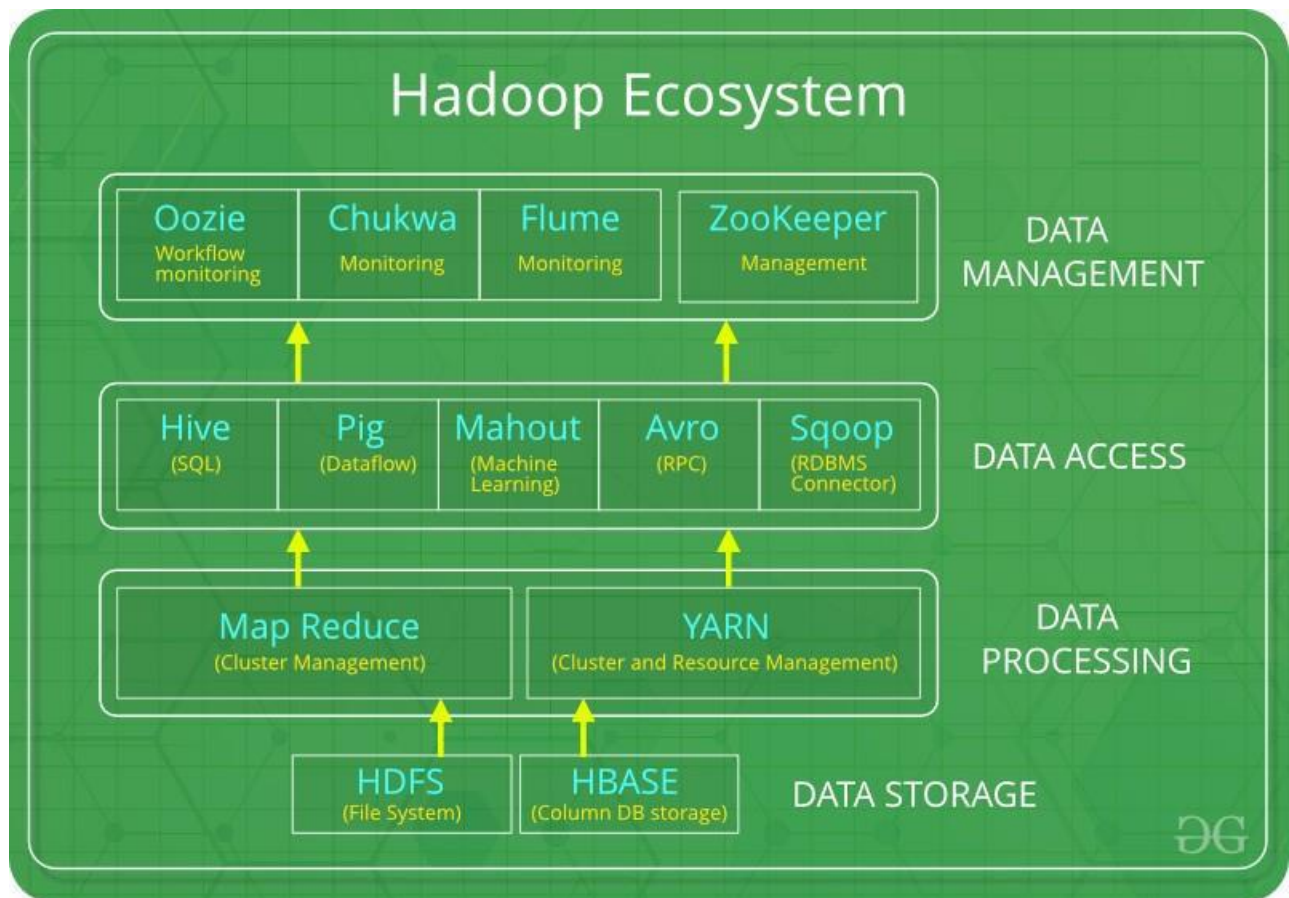 Hadoop Ecosystem
Oozie
Workflow
monitoring
Chukwa
Monitoring
Flume
Monitoring
ZooKeeper
Management
DATA
MANAGEMENT
Hive
(SQL)
Pig
(Dataflow)
Mahout
(Machine
Learning)
Avro
(RPC)
Sqoop
(RDBMS
Connector)
DATA ACCESS
Map Reduce
(Cluster Management)
YARN
(Cluster and Resource Management)
DATA
PROCESSING
HDFS
(File System)
HBASE
(Column DB storage)
DATA STORAGE